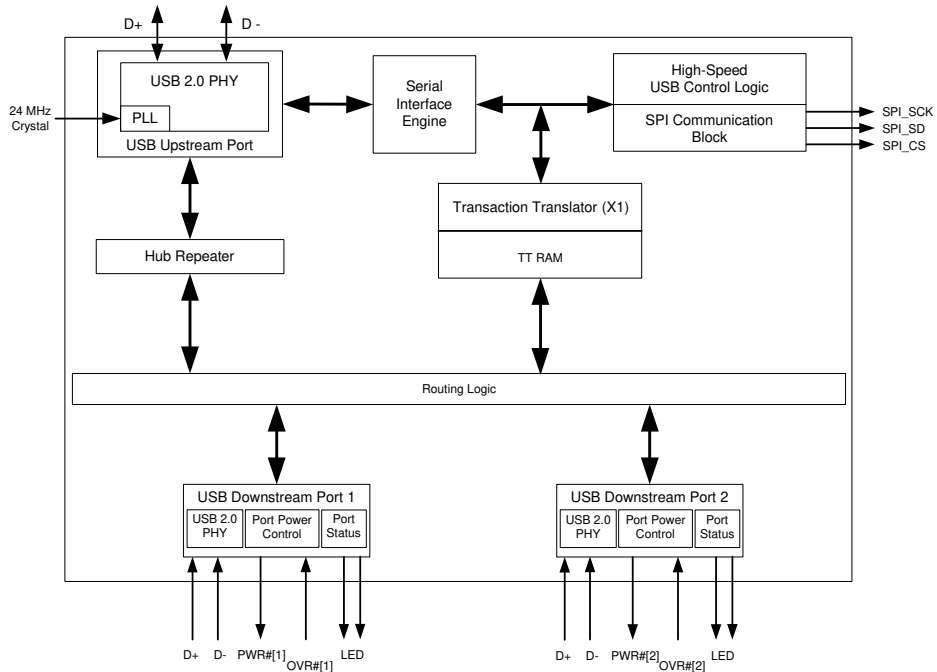 D+ D -
USB 2.0 PHY
PLL
USB Upstream Port
24 MHz
Crystal
Serial
Interface
Engine
High-Speed
USB Control Logic
SPI Communication
Block
SPI_SCK
SPI_SD
SPI_CS
Transaction Translator (X1)
TT RAM
Hub Repeater
Routing Logic
USB Downstream Port 1
USB 2.0
PHY
Port Power
Control
Port
Status
USB Downstream Port 2
USB 2.0
PHY
Port Power
Control
Port
Status
D+ D- PWR#[1] OVR#[1] LED
D+ D- PWR#[2] OVR#[2] LED